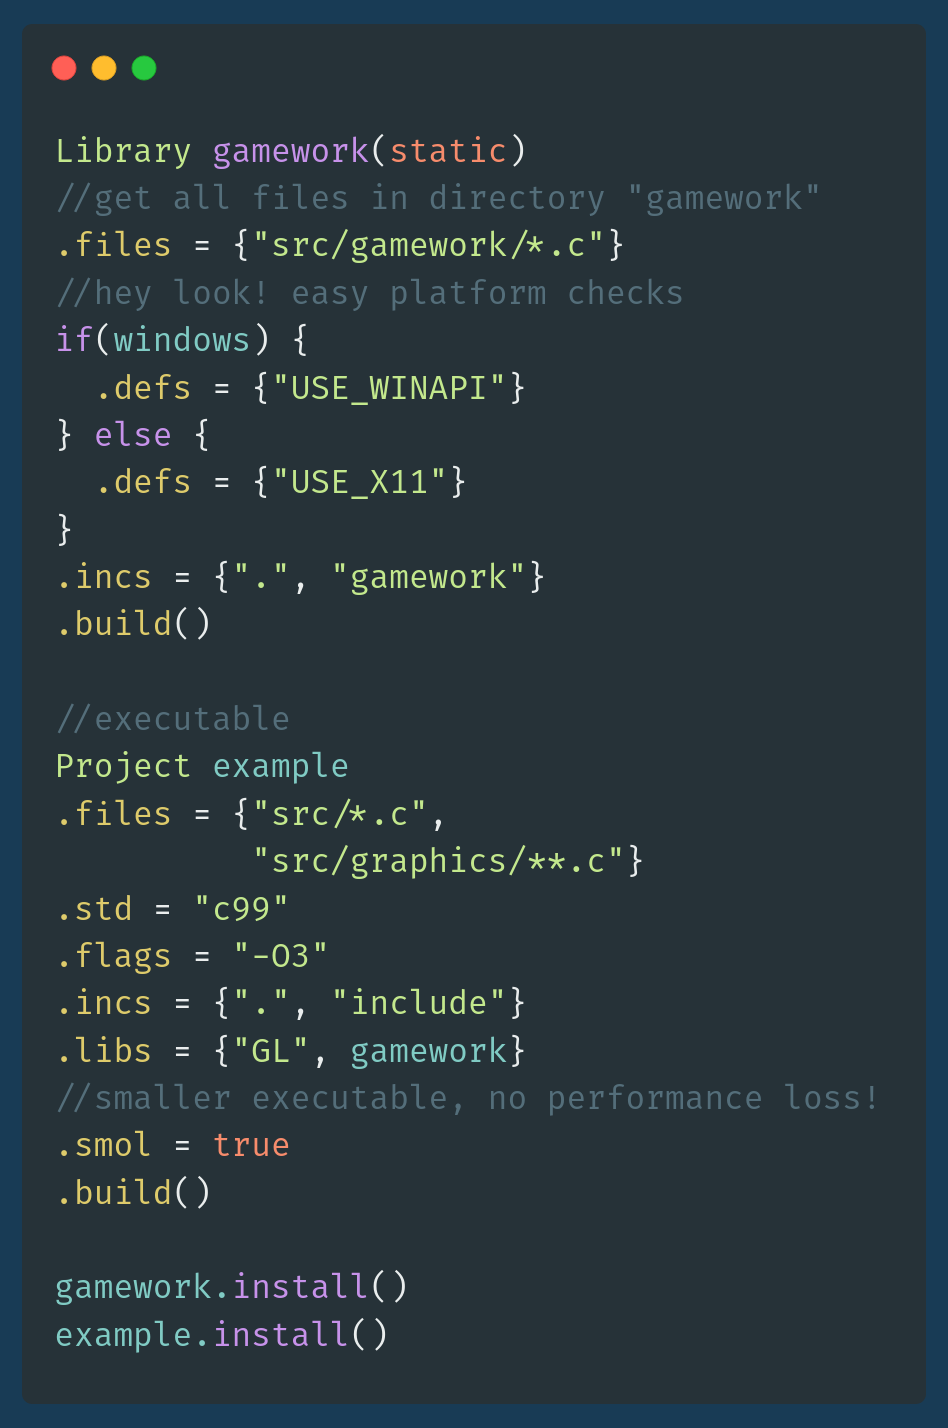 Library gamework(static)
//get all files in directory "gamework"
.files = {"src/gamework/*.c"}
//hey look! easy platform checks
if(windows) {
  .defs = {"USE_WINAPI"}
} else {
  .defs = {"USE_X11"}
}
.incs = {".", "gamework"}
.build()

//executable
Project example
.files = {"src/*.c",
          "src/graphics/**.c"}
.std = "c99"
.flags = "-O3"
.incs = {".", "include"}
.libs = {"GL", gamework}
//smaller executable, no performance loss!
.smol = true
.build()

gamework.install()
example.install()